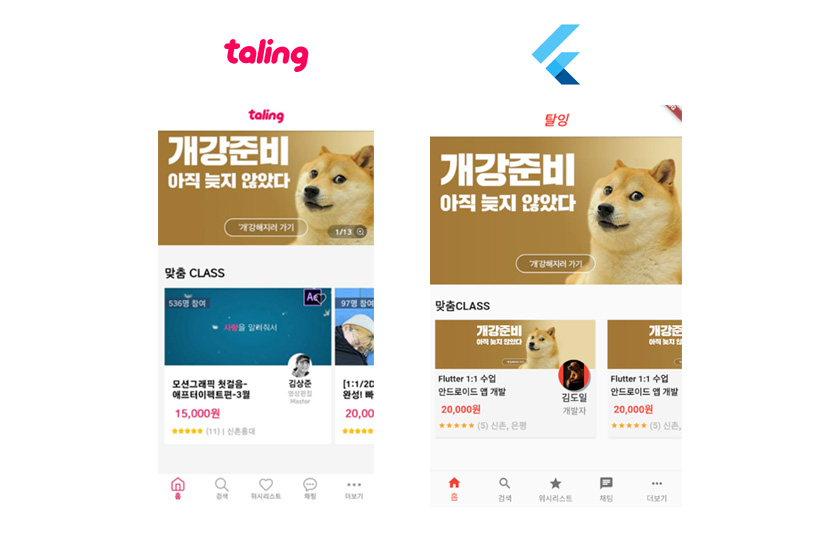 taling
taling
개강준비
아직 늦지 않았다
'개'강해지러 가기
1/13
맞춤 CLASS
536명 참여
Ae
사랑을 알려줘서
모션그래픽 첫걸음-
애프터이펙트편-3월
김상준
영상편집
Master
15,000원
(11) | 신촌홍대
97명 참
[1:1/2D
완성! 빠
20,00
홈
검색
위시리스트
채팅
더보기
탈잉
개강준비
아직 늦지 않았다
'개'강해지러 가기
맞춤CLASS
개강준비
아직 늦지 않았다
Flutter 1:1 수업
안드로이드 앱 개발
김도일
개발자
20,000원
(5) 신촌, 은평
개강준
아직 늦지 않
Flutter 1:1 수업
안드로이드 앱 개발
20,000원
(5) 신촌, 은
홈
검색
위시리스트
채팅
더보기